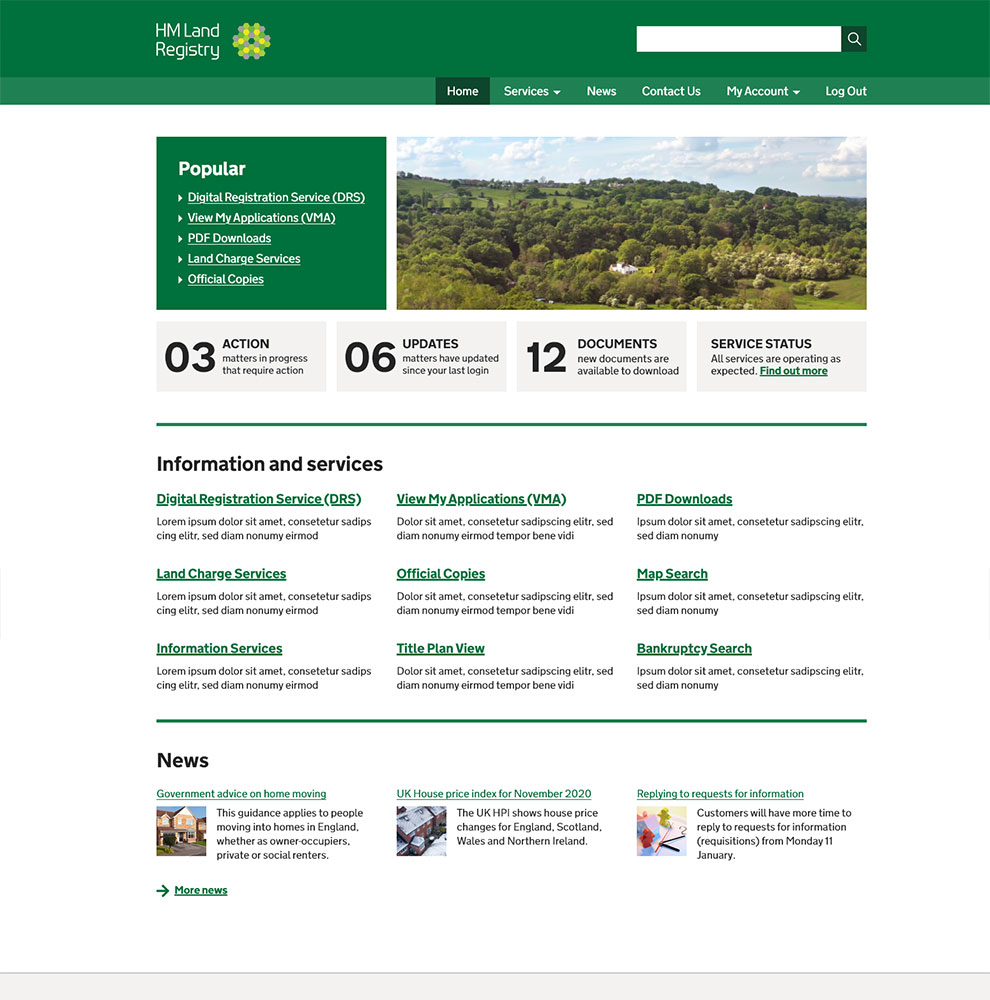 HM Land
Registry
Home
Services
News
Contact Us
My Account
Log Out
Popular
Digital Registration Service (DRS)
View My Applications (VMA)
PDF Downloads
Land Charge Services
Official Copies
03
ACTION
matters in progress
that require action
06
UPDATES
matters have updated
since your last login
12
DOCUMENTS
new documents are
available to download
SERVICE STATUS
All services are operating as
expected. Find out more
Information and services
Digital Registration Service (DRS)
Lorem ipsum dolor sit amet, consetetur sadips
cing elitr, sed diam nonumy eirmod
View My Applications (VMA)
Dolor sit amet, consetetur sadipscing elitr, sed
diam nonumy eirmod tempor bene vidi
PDF Downloads
Ipsum dolor sit amet, consetetur sadipscing elitr,
sed diam nonumy
Land Charge Services
Lorem ipsum dolor sit amet, consetetur sadips
cing elitr, sed diam nonumy eirmod
Official Copies
Dolor sit amet, consetetur sadipscing elitr, sed
diam nonumy eirmod tempor bene vidi
Map Search
Ipsum dolor sit amet, consetetur sadipscing elitr,
sed diam nonumy
Information Services
Lorem ipsum dolor sit amet, consetetur sadips
cing elitr, sed diam nonumy eirmod
Title Plan View
Dolor sit amet, consetetur sadipscing elitr, sed
diam nonumy eirmod tempor bene vidi
Bankruptcy Search
Ipsum dolor sit amet, consetetur sadipscing elitr,
sed diam nonumy
News
Government advice on home moving
This guidance applies to people
moving into homes in England,
whether as owner-occupiers,
private or social renters.
UK House price index for November 2020
The UK HPI shows house price
changes for England, Scotland,
Wales and Northern Ireland.
Replying to requests for information
Customers will have more time to
reply to requests for information
(requisitions) from Monday 11
January.
More news